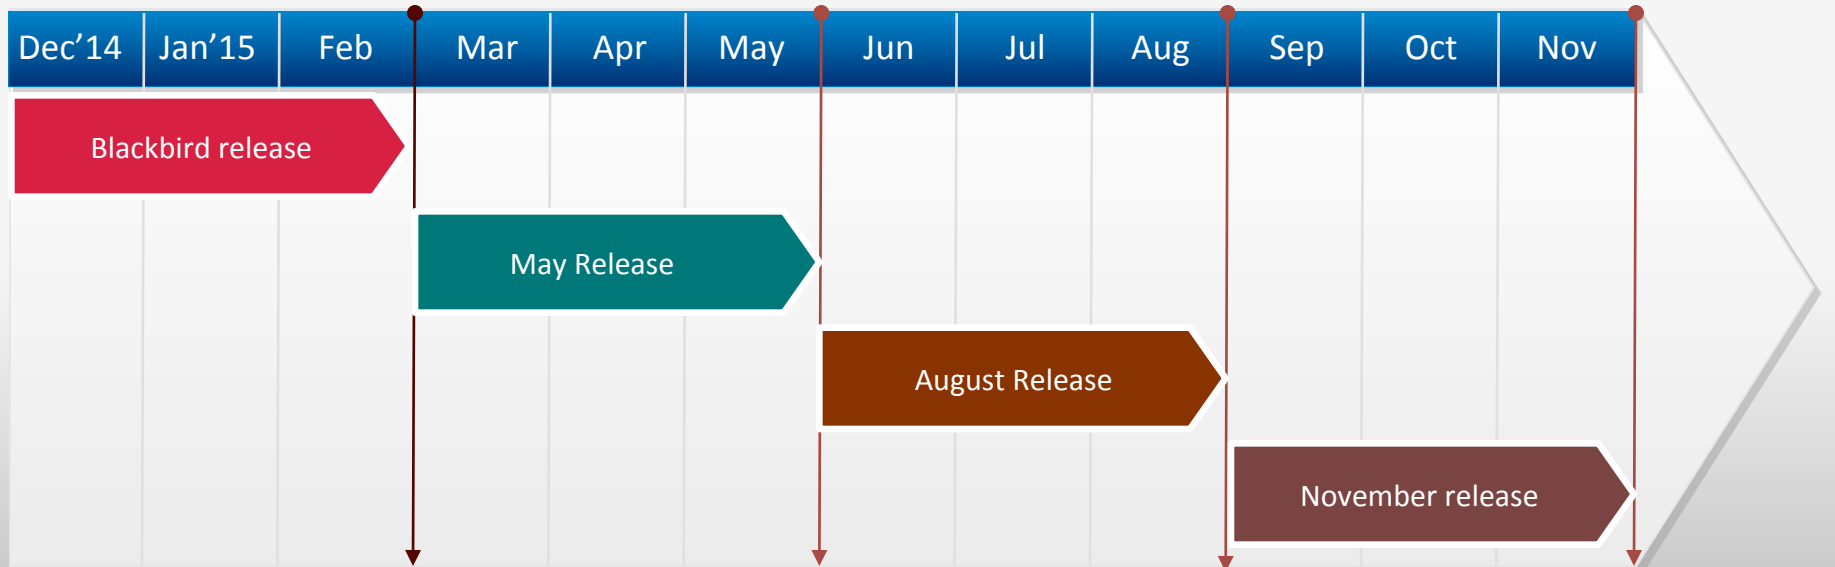 Dec’14 Jan’15 Feb Mar Apr May Jun Jul Aug Sep Oct Nov
Blackbird release
May Release
August Release
November release